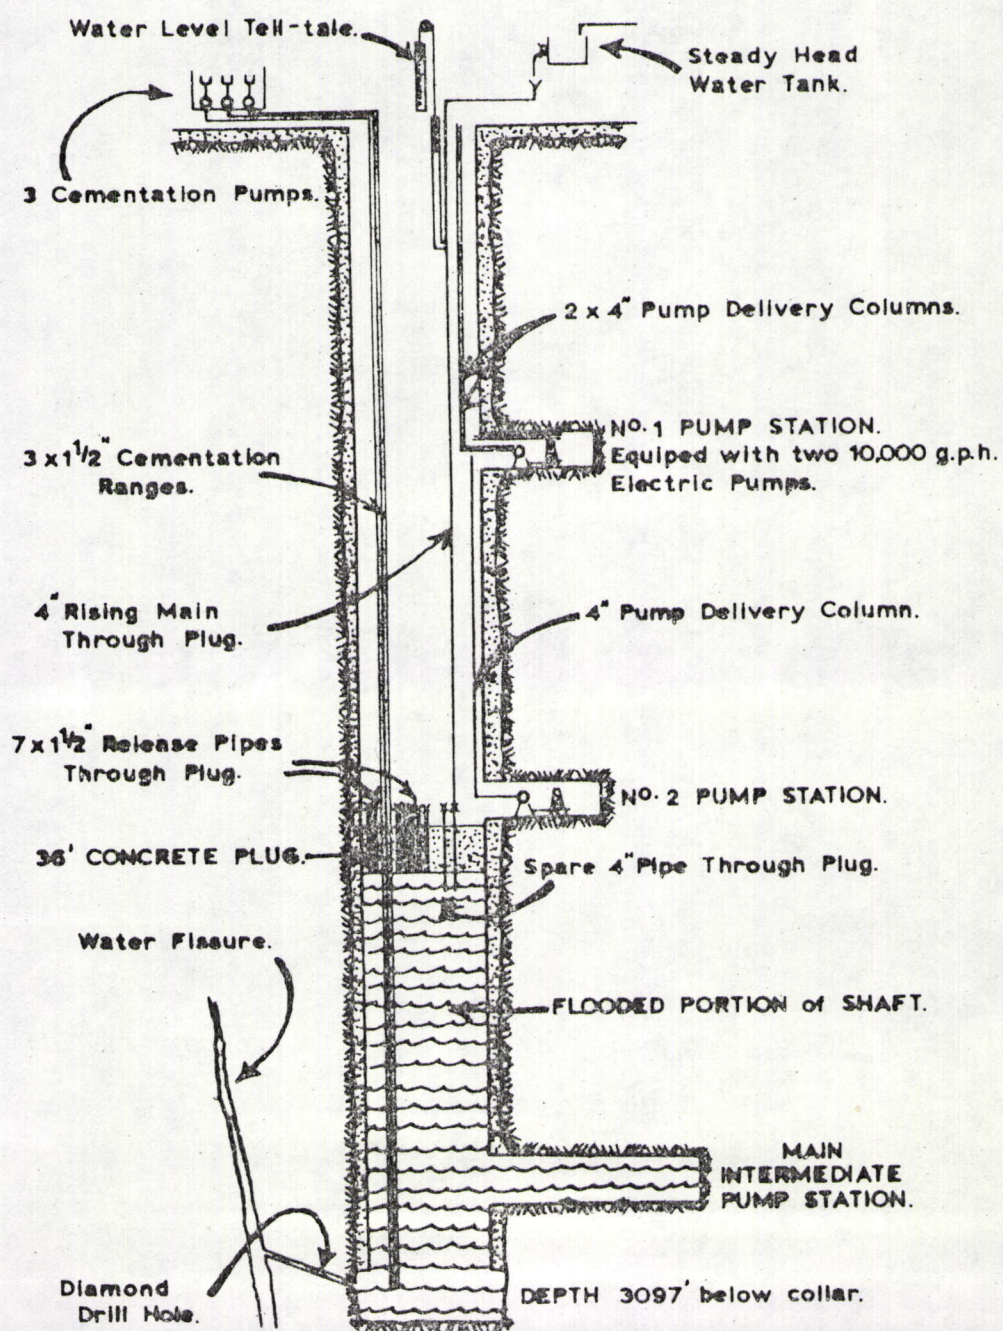 Water Level Tell-tale.
Steady Head
Water Tank.
3 Cementation Pumps.
2 x 4" Pump Delivery Columns.
No. 1 PUMP STATION.
Equiped with two 10,000 g.p.h.
Electric Pumps.
3 x 1 1/2" Cementation
Ranges.
4" Rising Main
Through Plug.
4" Pump Delivery Column.
7 x 1 1/2" Release Pipes
Through Plug.
No. 2 PUMP STATION.
36' CONCRETE PLUG.
Spare 4" Pipe Through Plug.
Water Fissure.
FLOODED PORTION of SHAFT.
MAIN
INTERMEDIATE
PUMP STATION.
Diamond
Drill Hole.
DEPTH 3097' below collar.